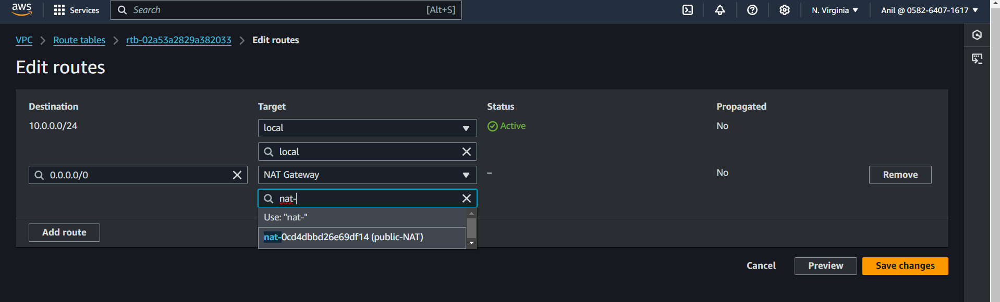 aws Services Search [Alt+S] N. Virginia Anil @ 0582-6407-1617
VPC Route tables rtb-02a53a2829a382033 Edit routes
Edit routes
Destination Target Status Propagated
10.0.0.0/24 local Active No
local
0.0.0.0/0 NAT Gateway – No Remove
nat-
Use: "nat-"
Add route
nat-0cd4dbbd26e69df14 (public-NAT)
Cancel Preview Save changes